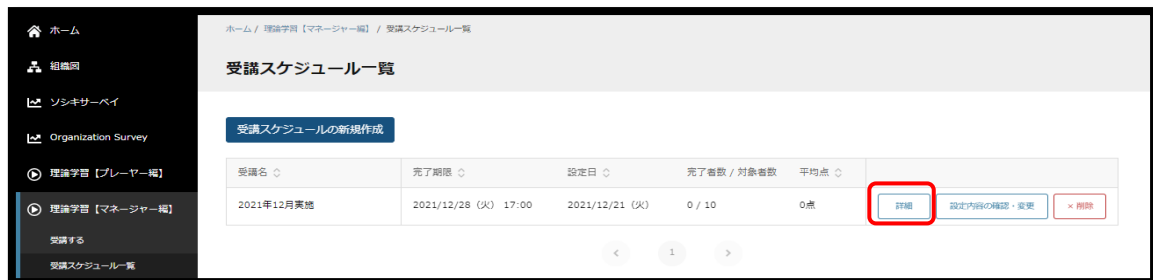 ホーム
組織図
ソシキサーベイ
Organization Survey
理論学習【プレーヤー編】
理論学習【マネージャー編】
受講する
受講スケジュール一覧
ホーム / 理論学習【マネージャー編】 / 受講スケジュール一覧
受講スケジュール一覧
受講スケジュールの新規作成
受講名 完了期限 設定日 完了者数 / 対象者数 平均点
2021年12月実施 2021/12/28（火） 17:00 2021/12/21（火） 0 / 10 0点 詳細 設定内容の確認・変更 × 削除
< 1 >